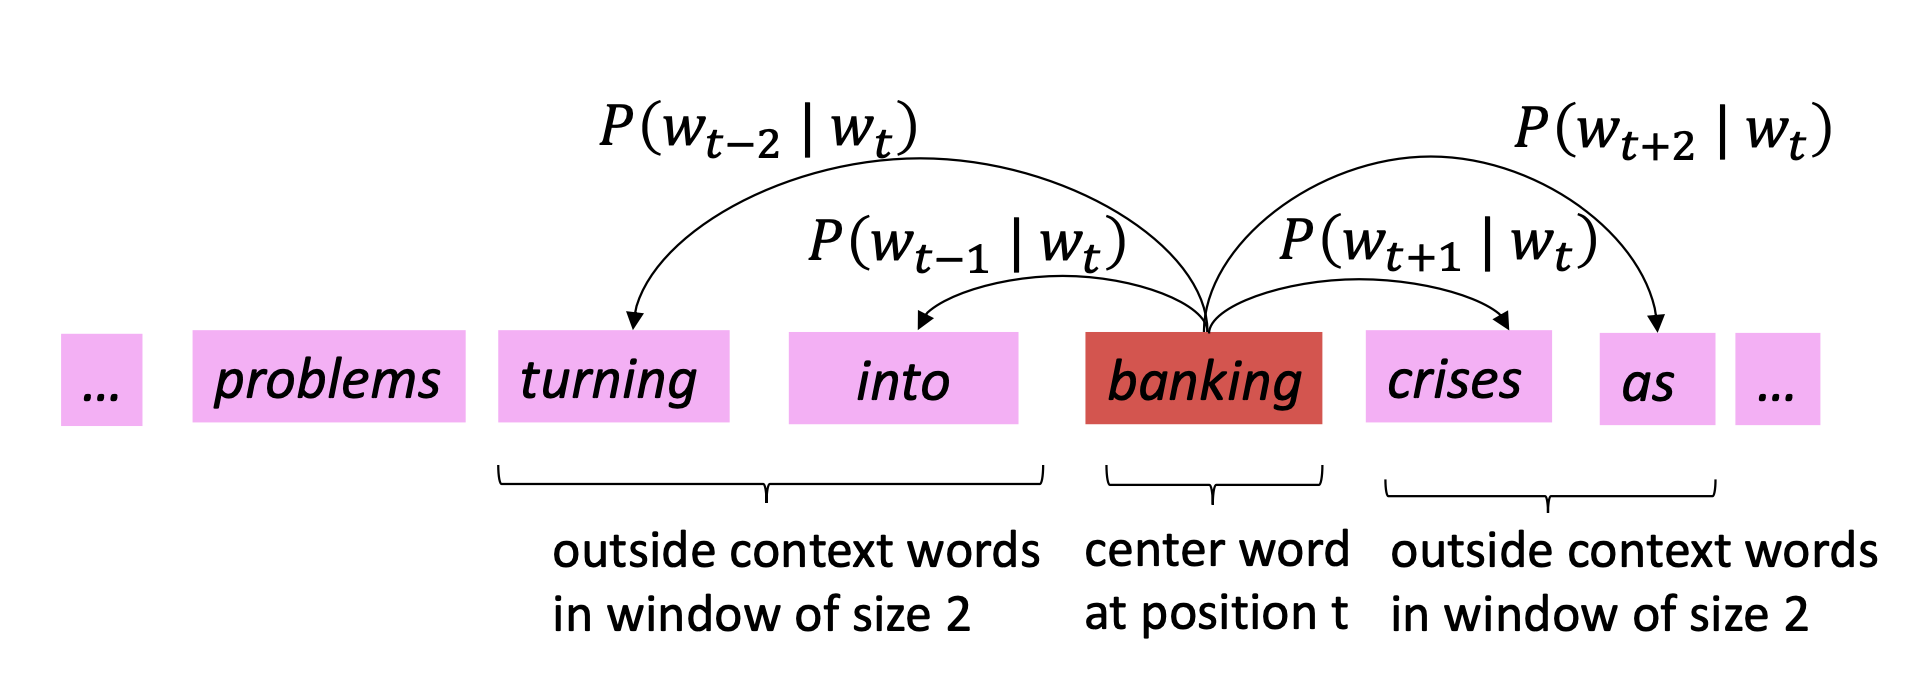 P(w_{t−2} | w_t)
P(w_{t+2} | w_t)
P(w_{t−1} | w_t)
P(w_{t+1} | w_t)
... problems turning into banking crises as ...
outside context words
in window of size 2
center word
at position t
outside context words
in window of size 2